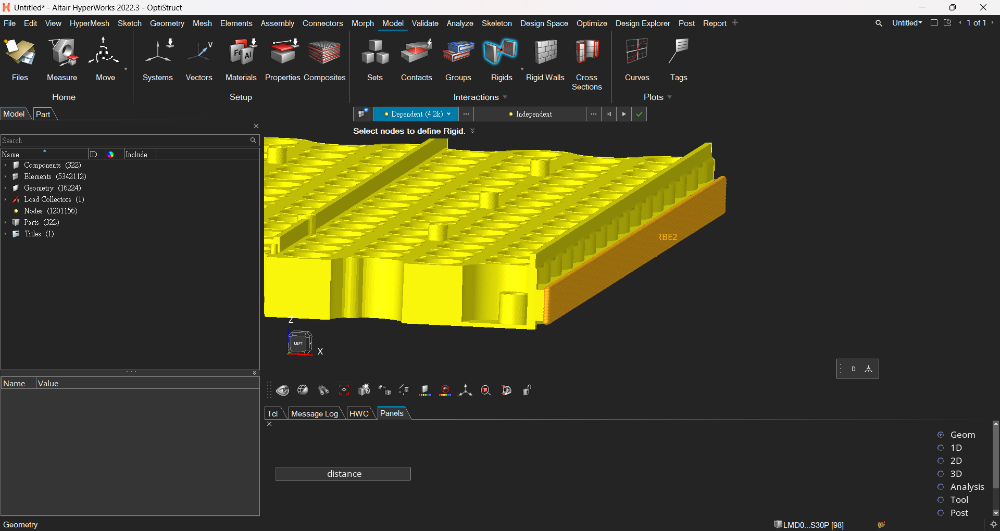 Untitled* - Altair HyperWorks 2022.3 - OptiStruct
File Edit View HyperMesh Sketch Geometry Mesh Elements Assembly Connectors Morph Model Validate Analyze Skeleton Design Space Optimize Design Explorer Post Report Untitled 1 of 1
Fe Al V
Files Measure Move Systems Vectors Materials Properties Composites Sets Contacts Groups Rigids Rigid Walls Cross Sections Curves Tags
Home Setup Interactions Plots
Model Part
Dependent (4.2k) ... Independent ...
Select nodes to define Rigid.
Search
Name ID Include
Components (322)
Elements (5342112)
Geometry (16224)
Load Collectors (1)
Nodes (1201156)
Parts (322)
Titles (1)
RBE2
Z
LEFT
X
D
Name Value
Tcl Message Log HWC Panels
distance
Geom
1D
2D
3D
Analysis
Tool
Post
Geometry
LMD0...S30P [98]